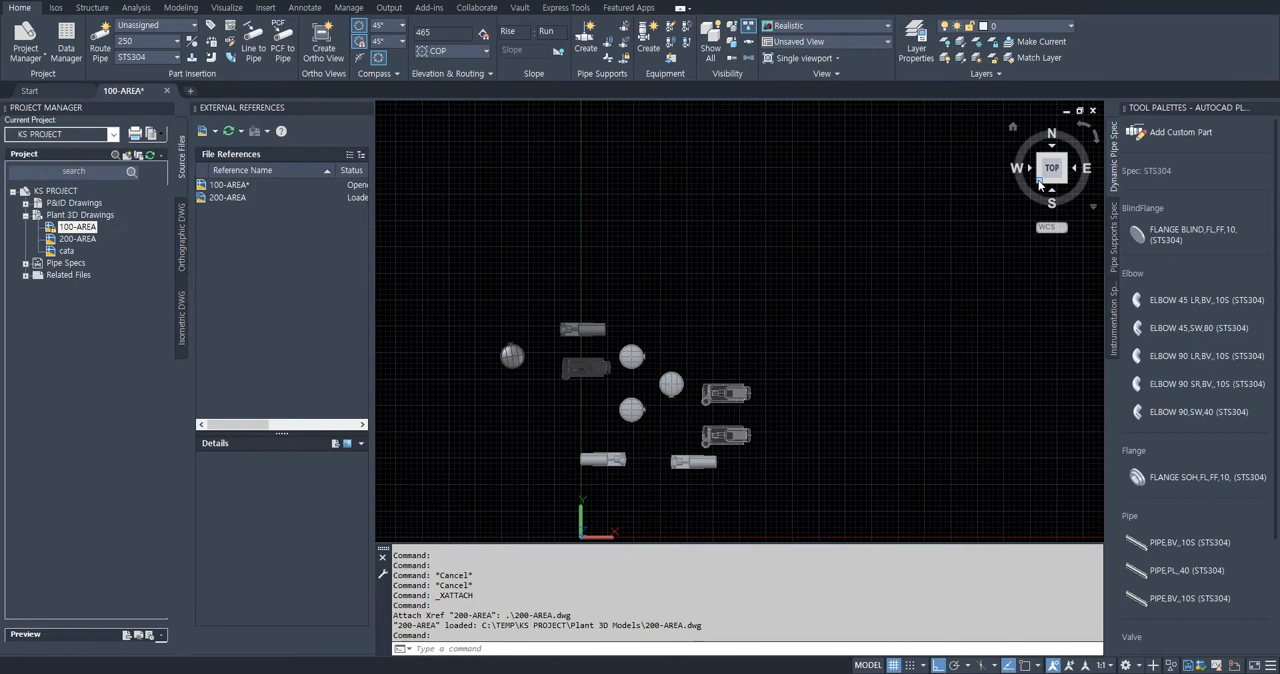 Home Isos Structure Analysis Modeling Visualize Insert Annotate Manage Output Add-ins Collaborate Vault Express Tools Featured Apps
Project Manager
Data Manager
Project
Route Pipe
Unassigned
250
STS304
Line to Pipe
PCF to Pipe
Part Insertion
Create Ortho View
Ortho Views
45°
45°
Compass
465
COP
Elevation & Routing
Rise Run
Slope
Slope
Create
Pipe Supports
Create
Equipment
Show All
Visibility
Realistic
Unsaved View
Single viewport
View
Layer Properties
0
Make Current
Match Layer
Layers
Start 100-AREA*
PROJECT MANAGER
Current Project:
KS PROJECT
Project
search
KS PROJECT
P&ID Drawings
Plant 3D Drawings
100-AREA
200-AREA
cata
Pipe Specs
Related Files
Preview
Source Files
Orthographic DWG
Isometric DWG
EXTERNAL REFERENCES
File References
Reference Name Status
100-AREA* Opene
200-AREA Loade
Details
N
W TOP E
S
WCS
Y
X
Command:
Command:
Command: *Cancel*
Command: *Cancel*
Command: _XATTACH
Command:
Attach Xref "200-AREA": .\200-AREA.dwg
"200-AREA" loaded: C:\TEMP\KS PROJECT\Plant 3D Models\200-AREA.dwg
Command:
Type a command
TOOL PALETTES - AUTOCAD PL...
Dynamic Pipe Spec
Pipe Supports Spec
Instrumentation Sp...
Add Custom Part
Spec: STS304
BlindFlange
FLANGE BLIND,FL,FF,10, (STS304)
Elbow
ELBOW 45 LR,BV,,10S (STS304)
ELBOW 45,SW,80 (STS304)
ELBOW 90 LR,BV,,10S (STS304)
ELBOW 90 SR,BV,,10S (STS304)
ELBOW 90,SW,40 (STS304)
Flange
FLANGE SOH,FL,FF,10, (STS304)
Pipe
PIPE,BV,,10S (STS304)
PIPE,PL,,40 (STS304)
PIPE,BV,,10S (STS304)
Valve
MODEL 1:1